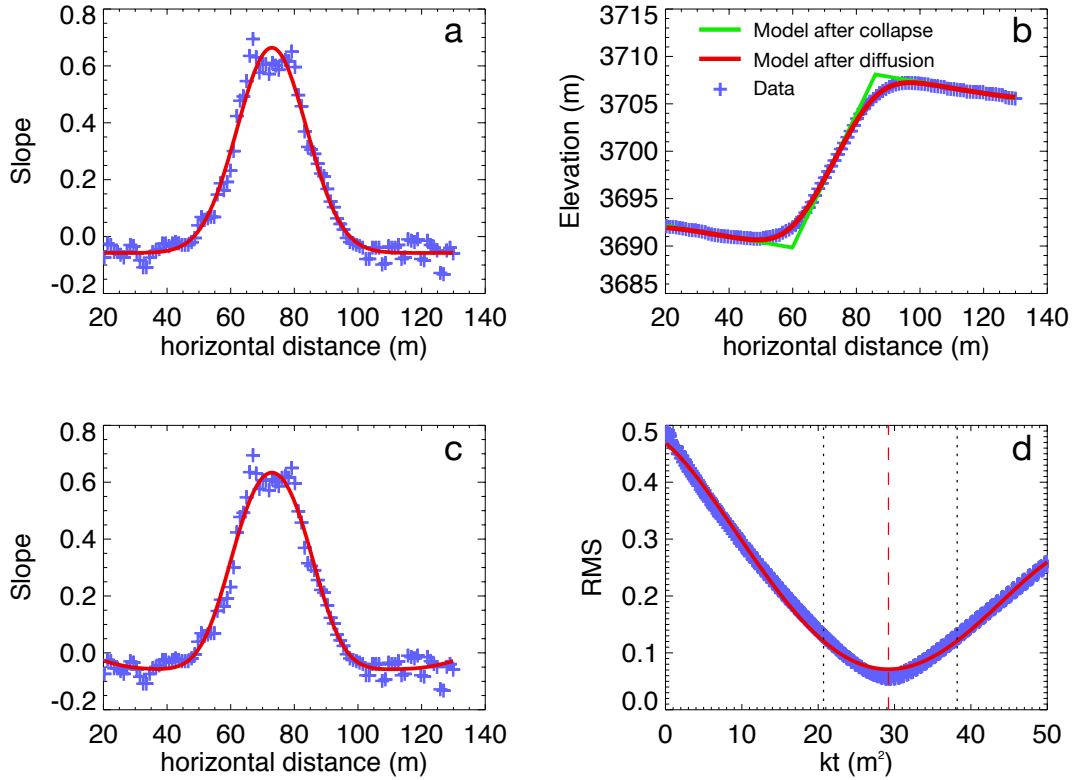 a
0.8
0.6
0.4
0.2
0.0
-0.2
Slope
20 40 60 80 100 120 140
horizontal distance (m)
b
3715
3710
3705
3700
3695
3690
3685
Elevation (m)
Model after collapse
Model after diffusion
Data
20 40 60 80 100 120 140
horizontal distance (m)
c
0.8
0.6
0.4
0.2
0.0
-0.2
Slope
20 40 60 80 100 120 140
horizontal distance (m)
d
0.5
0.4
0.3
0.2
0.1
0.0
RMS
0 10 20 30 40 50
kt (m²)